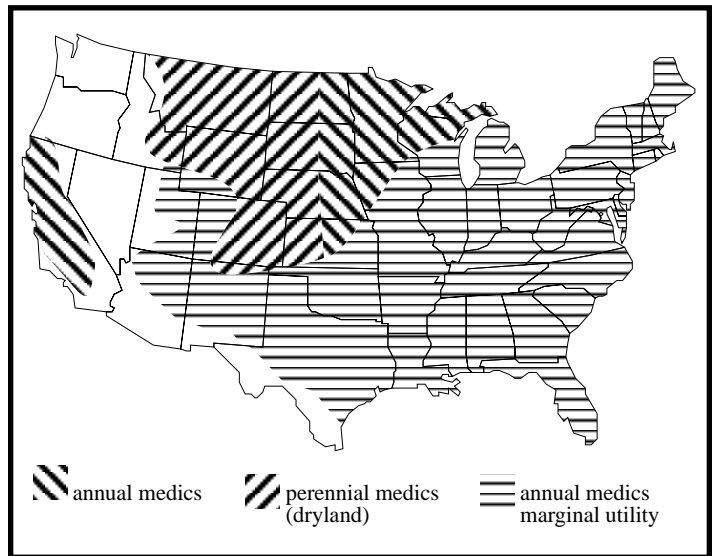 annual medics
perennial medics
(dryland)
annual medics
marginal utility